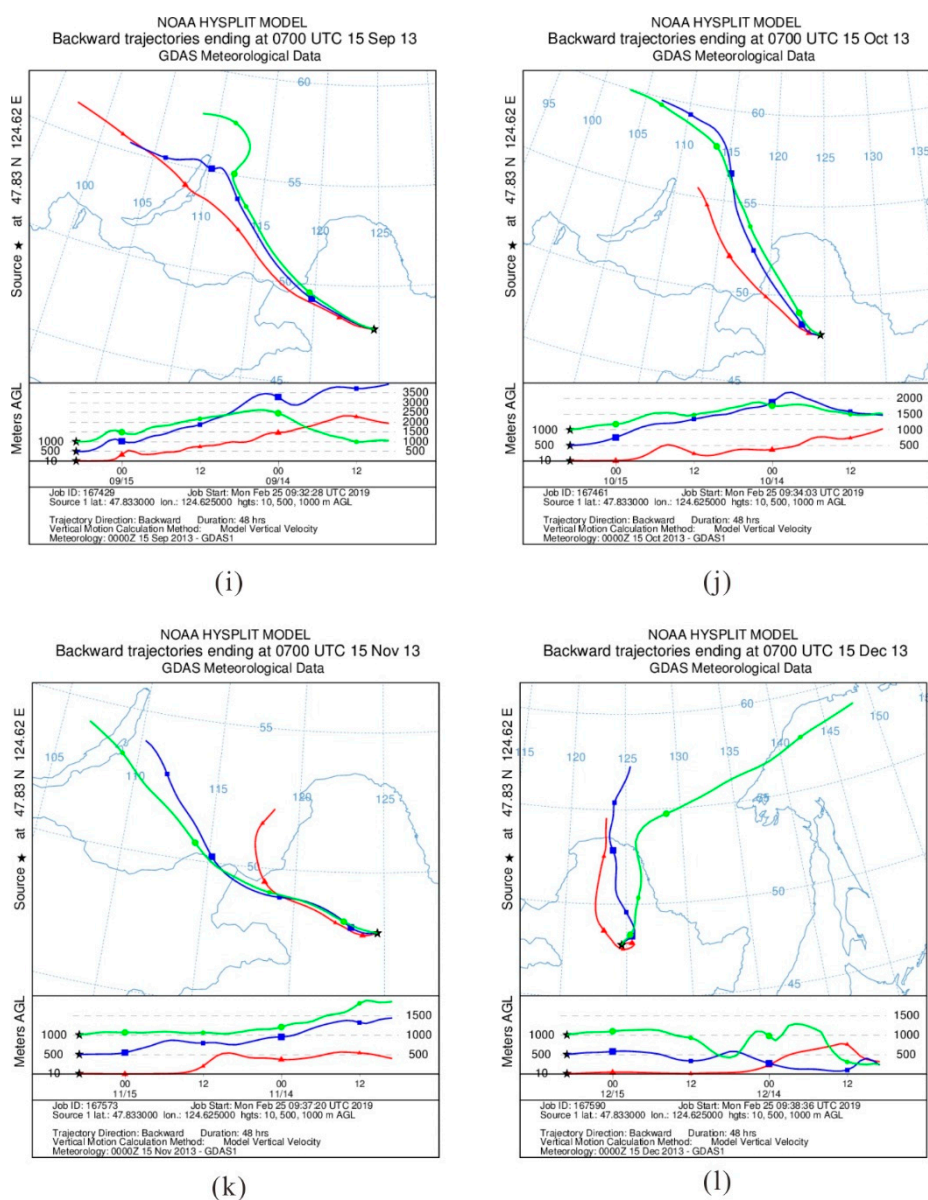 NOAA HYSPLIT MODEL
Backward trajectories ending at 0700 UTC 15 Sep 13
GDAS Meteorological Data
Source ★ at 47.83 N 124.62 E
60
55
50
45
100
105
110
115
120
125
Meters AGL
3500
3000
2500
2000
1500
1000
500
1000
500
10
00
12
00
12
09/15
09/14
Job ID: 167429 Job Start: Mon Feb 25 09:32:28 UTC 2019
Source 1 lat.: 47.833000 lon.: 124.625000 hgts: 10, 500, 1000 m AGL
Trajectory Direction: Backward Duration: 48 hrs
Vertical Motion Calculation Method: Model Vertical Velocity
Meteorology: 0000Z 15 Sep 2013 - GDAS1
(i)
NOAA HYSPLIT MODEL
Backward trajectories ending at 0700 UTC 15 Oct 13
GDAS Meteorological Data
Source ★ at 47.83 N 124.62 E
95
100
105
110
115
120
125
130
135
60
55
50
45
Meters AGL
2000
1500
1000
500
1000
500
10
00
12
00
12
10/15
10/14
Job ID: 167461 Job Start: Mon Feb 25 09:34:03 UTC 2019
Source 1 lat.: 47.833000 lon.: 124.625000 hgts: 10, 500, 1000 m AGL
Trajectory Direction: Backward Duration: 48 hrs
Vertical Motion Calculation Method: Model Vertical Velocity
Meteorology: 0000Z 15 Oct 2013 - GDAS1
(j)
NOAA HYSPLIT MODEL
Backward trajectories ending at 0700 UTC 15 Nov 13
GDAS Meteorological Data
Source ★ at 47.83 N 124.62 E
105
110
115
120
125
55
50
45
Meters AGL
1500
1000
500
1000
500
10
00
12
00
12
11/15
11/14
Job ID: 167573 Job Start: Mon Feb 25 09:37:20 UTC 2019
Source 1 lat.: 47.833000 lon.: 124.625000 hgts: 10, 500, 1000 m AGL
Trajectory Direction: Backward Duration: 48 hrs
Vertical Motion Calculation Method: Model Vertical Velocity
Meteorology: 0000Z 15 Nov 2013 - GDAS1
(k)
NOAA HYSPLIT MODEL
Backward trajectories ending at 0700 UTC 15 Dec 13
GDAS Meteorological Data
Source ★ at 47.83 N 124.62 E
115
120
125
130
135
140
145
150
155
55
50
45
Meters AGL
1500
1000
500
1000
500
10
00
12
00
12
12/15
12/14
Job ID: 167590 Job Start: Mon Feb 25 09:38:36 UTC 2019
Source 1 lat.: 47.833000 lon.: 124.625000 hgts: 10, 500, 1000 m AGL
Trajectory Direction: Backward Duration: 48 hrs
Vertical Motion Calculation Method: Model Vertical Velocity
Meteorology: 0000Z 15 Dec 2013 - GDAS1
(l)